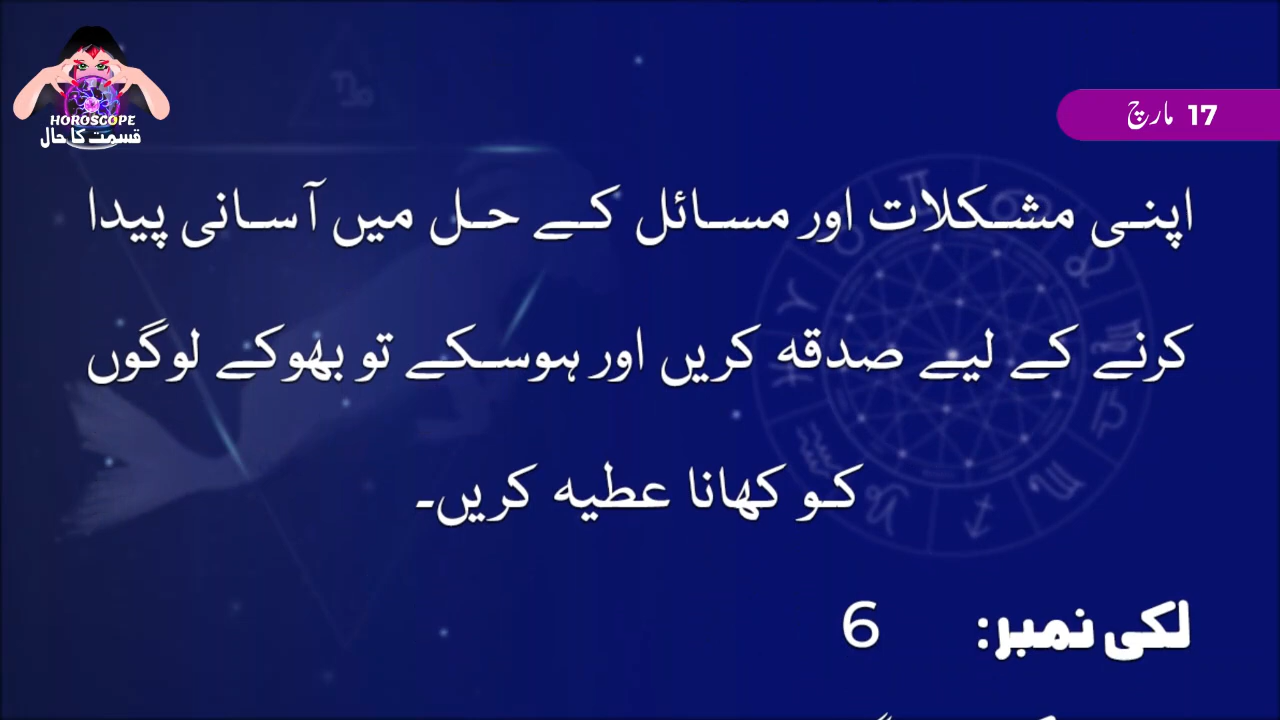 HOROSCOPE
قسمت کا حال
17 مارچ
اپنی مشکلات اور مسائل کے حل میں آسانی پیدا
کرنے کے لیے صدقہ کریں اور ہوسکے تو بھوکے لوگوں
کو کھانا عطیہ کریں۔
لکی نمبر: 6